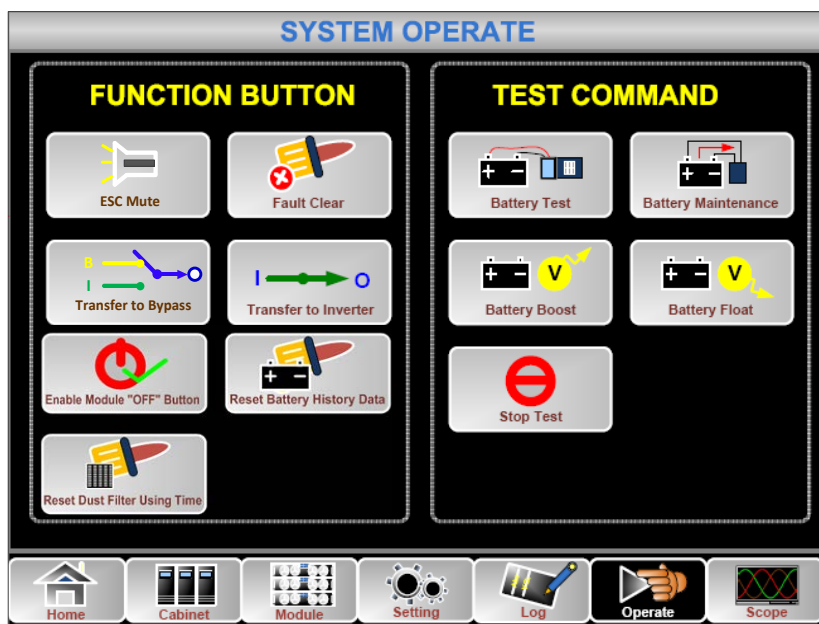 SYSTEM OPERATE
FUNCTION BUTTON
ESC Mute
Fault Clear
B
I
Transfer to Bypass
I O
Transfer to Inverter
Enable Module "OFF" Button
Reset Battery History Data
Reset Dust Filter Using Time
TEST COMMAND
Battery Test
Battery Maintenance
V
Battery Boost
V
Battery Float
Stop Test
Home
Cabinet
Module
Setting
Log
Operate
Scope